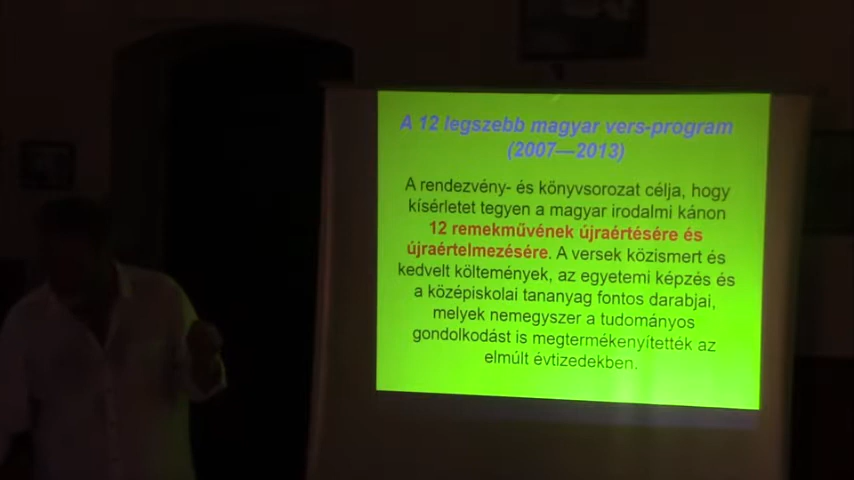 A 12 legszebb magyar vers-program
(2007—2013)
A rendezvény- és könyvsorozat célja, hogy
kísérletet tegyen a magyar irodalmi kánon
12 remekművének újraértésére és
újraértelmezésére. A versek közismert és
kedvelt költemények, az egyetemi képzés és
a középiskolai tananyag fontos darabjai,
melyek nemegyszer a tudományos
gondolkodást is megtermékenyítették az
elmúlt évtizedekben.